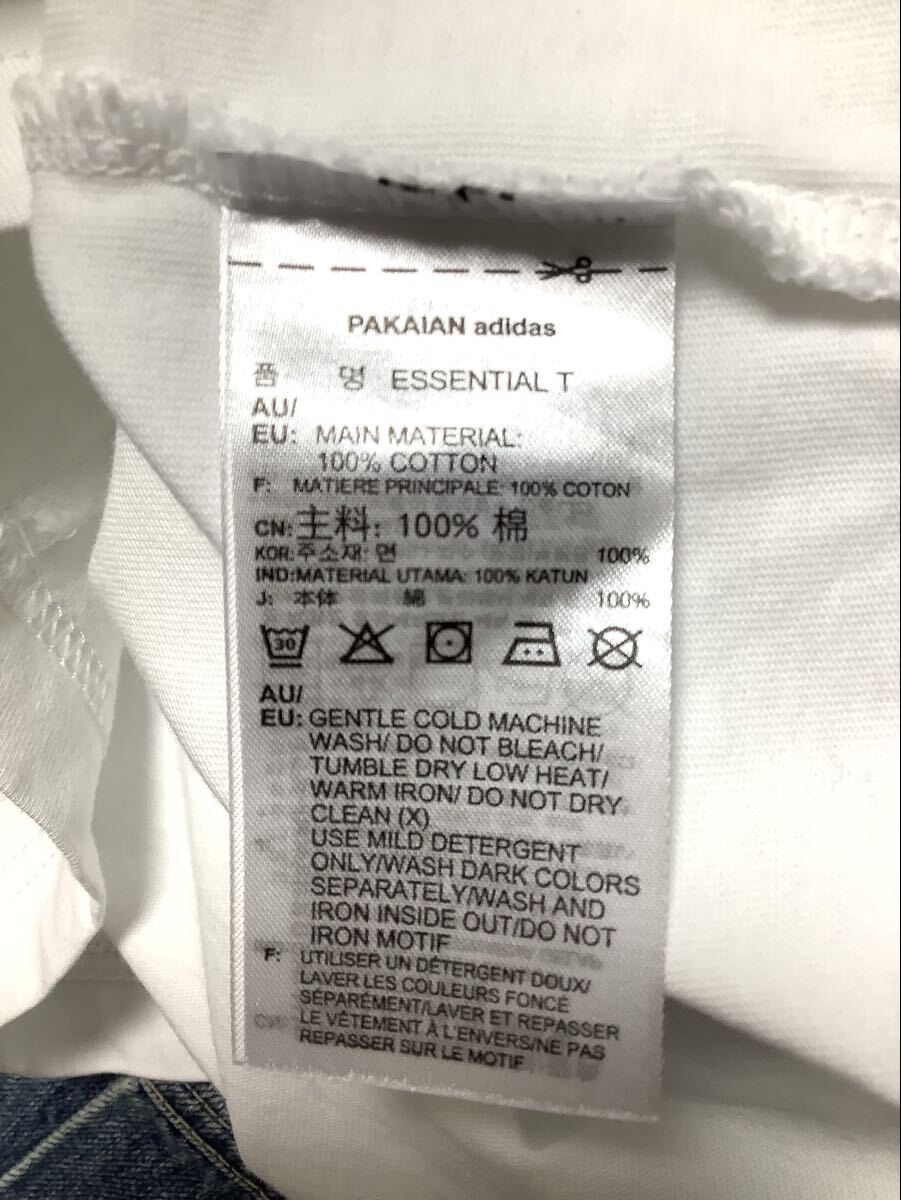 PAKAIAN adidas
품 명 ESSENTIAL T
AU/
EU: MAIN MATERIAL:
100% COTTON
F: MATIERE PRINCIPALE: 100% COTON
CN: 主料: 100% 棉
KOR: 주소재: 면 100%
IND:MATERIAL UTAMA: 100% KATUN
J: 本体 綿 100%
30
AU/
EU: GENTLE COLD MACHINE
WASH/ DO NOT BLEACH/
TUMBLE DRY LOW HEAT/
WARM IRON/ DO NOT DRY
CLEAN (X)
USE MILD DETERGENT
ONLY/WASH DARK COLORS
SEPARATELY/WASH AND
IRON INSIDE OUT/DO NOT
IRON MOTIF
F: UTILISER UN DÉTERGENT DOUX/
LAVER LES COULEURS FONCÉ
SÉPARÉMENT/LAVER ET REPASSER
LE VÊTEMENT À L'ENVERS/NE PAS
REPASSER SUR LE MOTIF